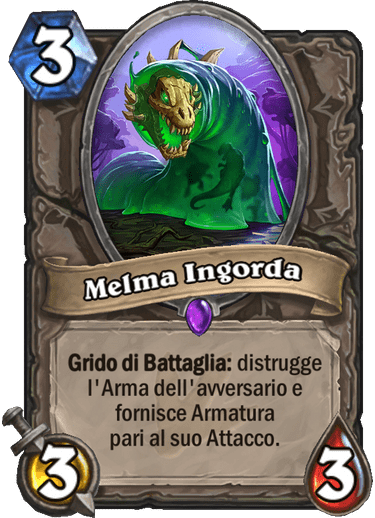 3
Melma Ingorda
Grido di Battaglia: distrugge
l'Arma dell'avversario e
fornisce Armatura
pari al suo Attacco.
3
3